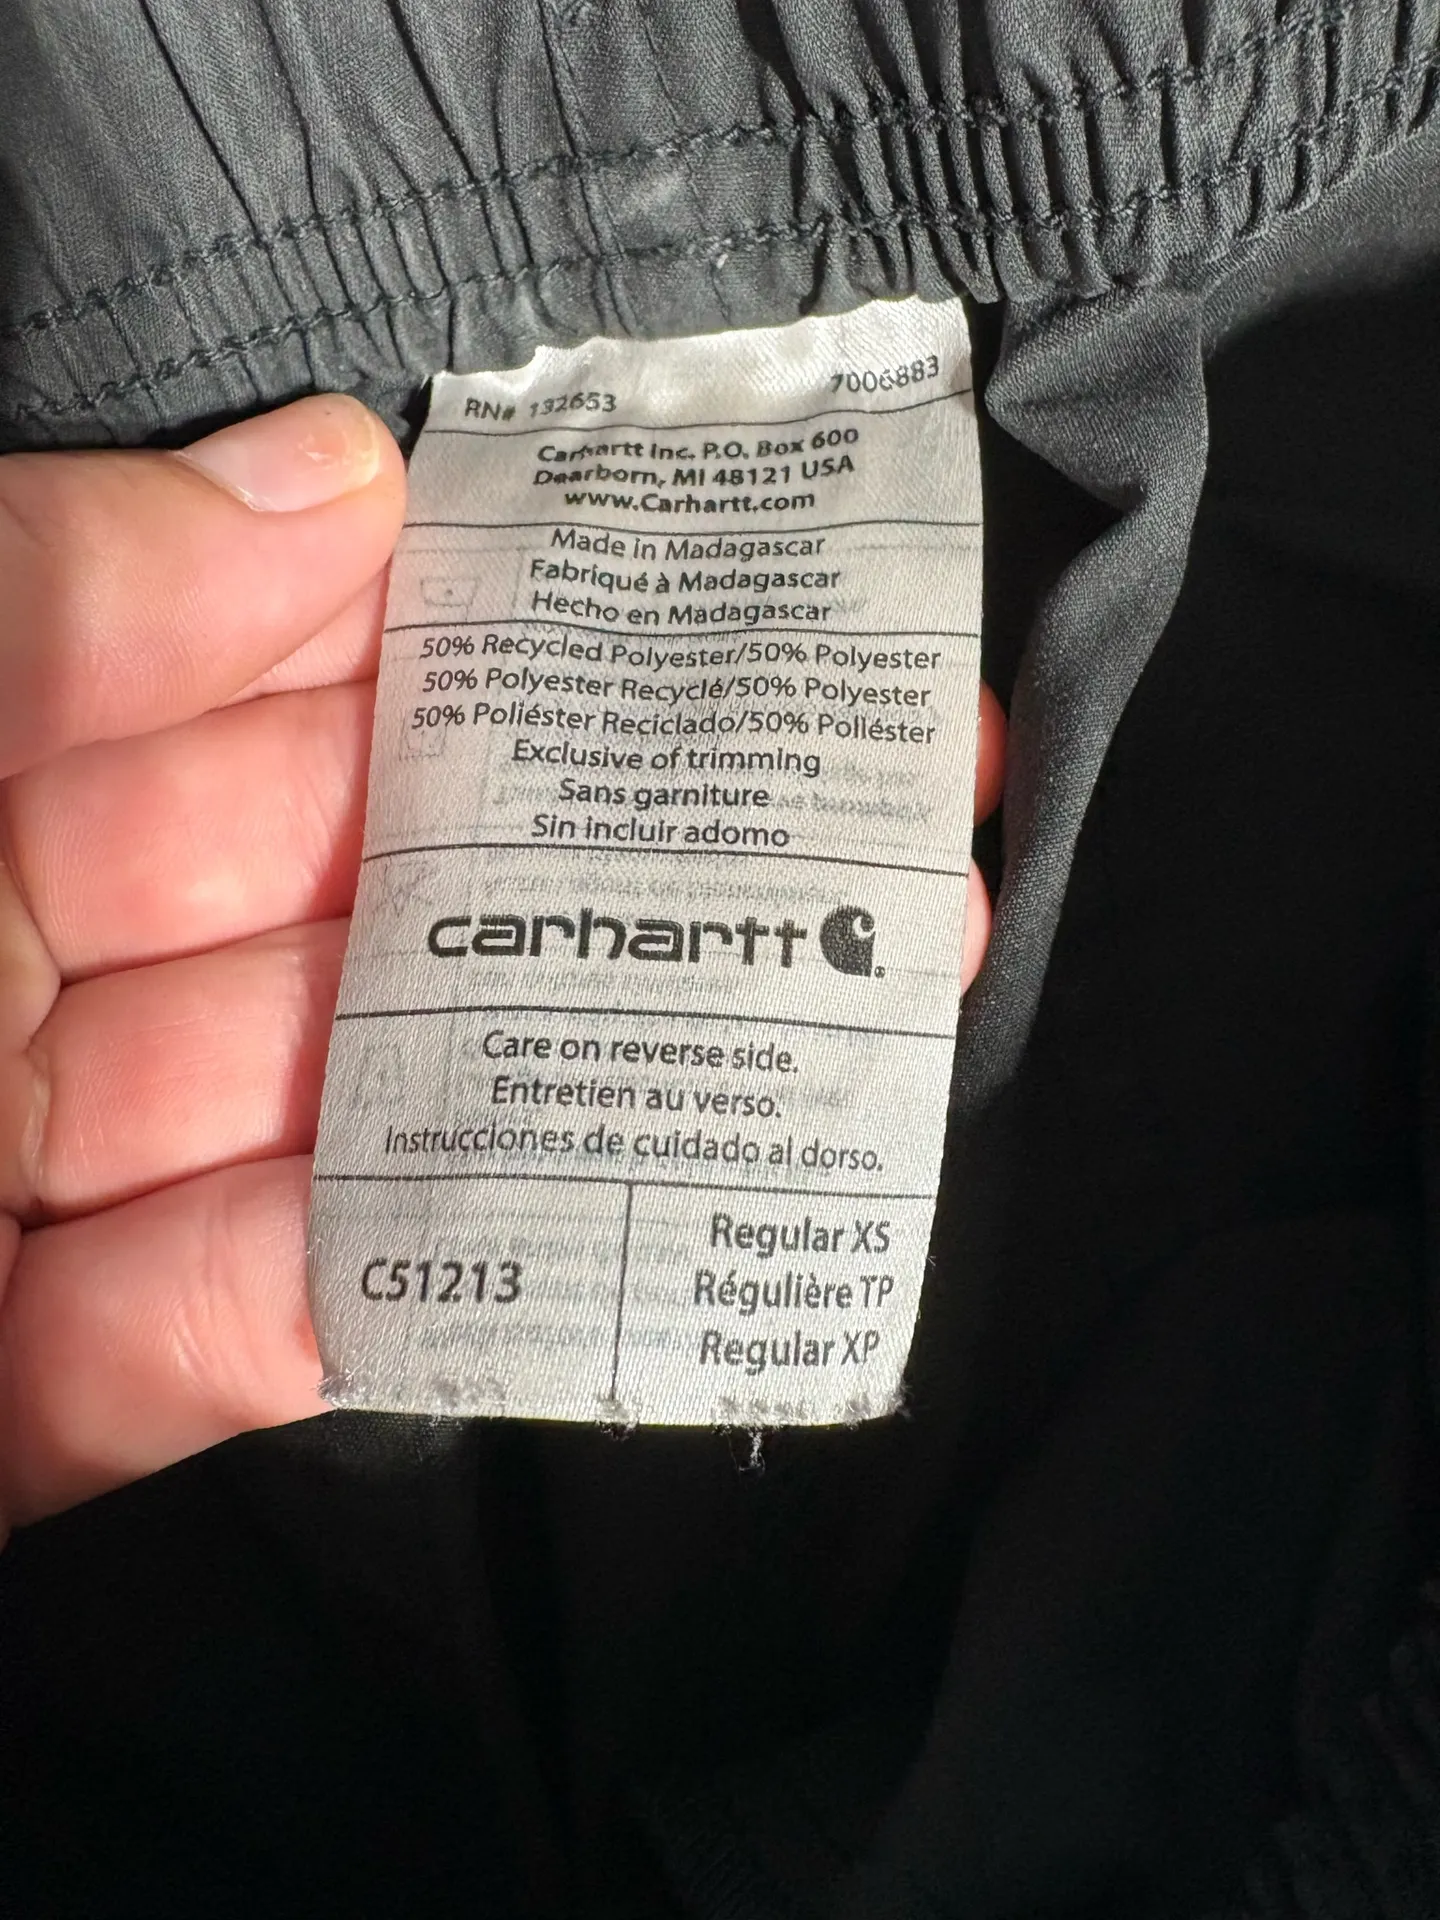 RN# 132653 7006883
Carhartt Inc. P.O. Box 600
Dearborn, MI 48121 USA
www.Carhartt.com
Made in Madagascar
Fabriqué à Madagascar
Hecho en Madagascar
50% Recycled Polyester/50% Polyester
50% Polyester Recyclé/50% Polyester
50% Poliéster Reciclado/50% Poliéster
Exclusive of trimming
Sans garniture
Sin incluir adorno
carhartt
Care on reverse side.
Entretien au verso.
Instrucciones de cuidado al dorso.
C51213
Regular XS
Régulière TP
Regular XP